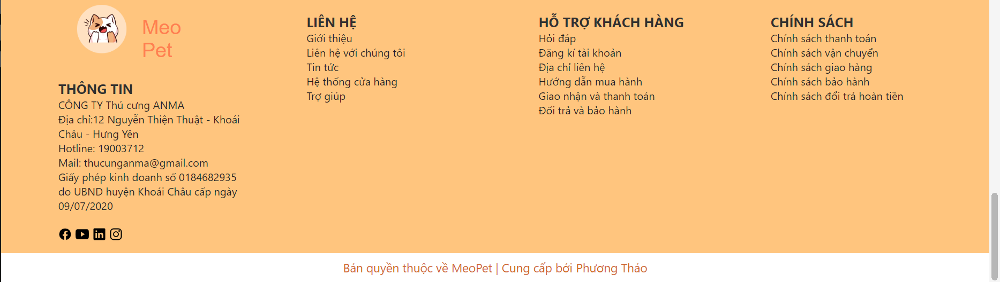 Meo
Pet
THÔNG TIN
CÔNG TY Thú cưng ANMA
Địa chỉ:12 Nguyễn Thiện Thuật - Khoái
Châu - Hưng Yên
Hotline: 19003712
Mail: thucunganma@gmail.com
Giấy phép kinh doanh số 0184682935
do UBND huyện Khoái Châu cấp ngày
09/07/2020
LIÊN HỆ
Giới thiệu
Liên hệ với chúng tôi
Tin tức
Hệ thống cửa hàng
Trợ giúp
HỖ TRỢ KHÁCH HÀNG
Hỏi đáp
Đăng kí tài khoản
Địa chỉ liên hệ
Hướng dẫn mua hành
Giao nhận và thanh toán
Đổi trả và bảo hành
CHÍNH SÁCH
Chính sách thanh toán
Chính sách vận chuyển
Chính sách giao hàng
Chính sách bảo hành
Chính sách đổi trả hoàn tiền
Bản quyền thuộc về MeoPet | Cung cấp bởi Phương Thảo